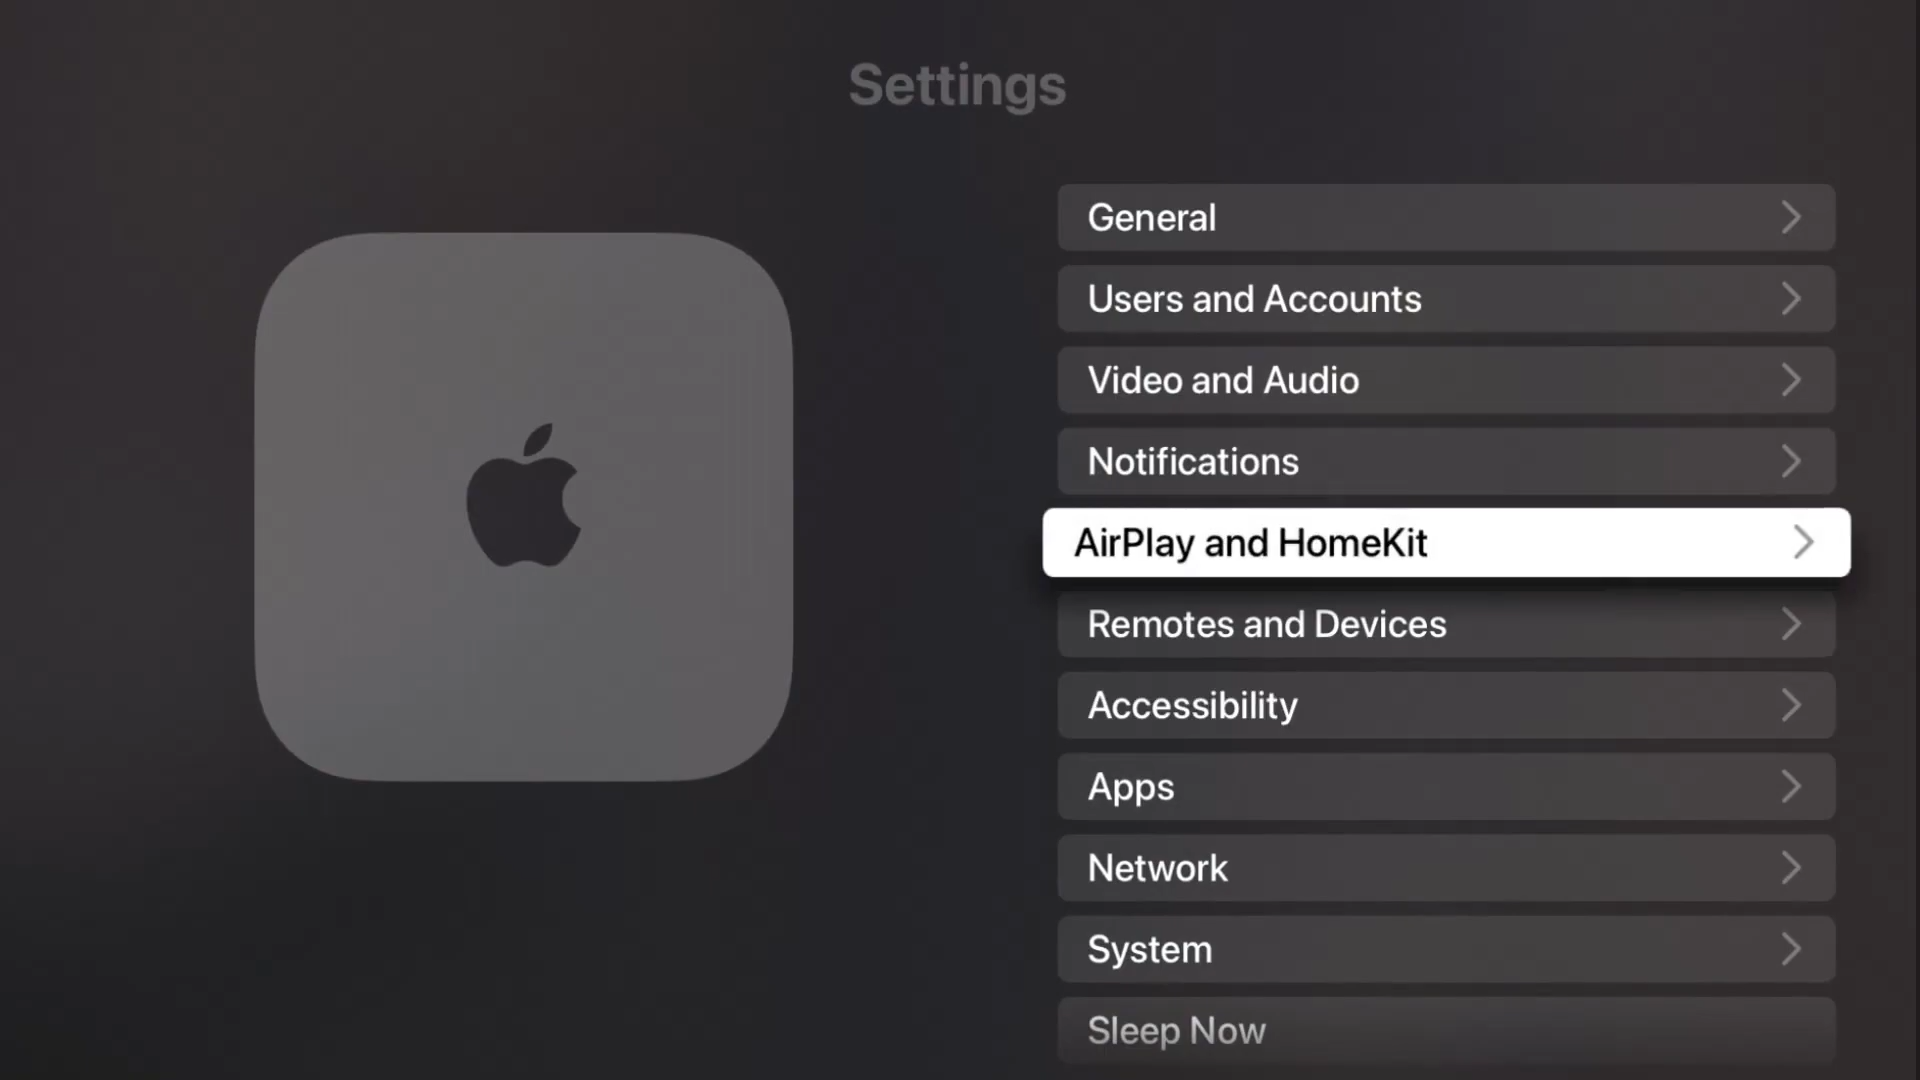 Settings
General
Users and Accounts
Video and Audio
Notifications
AirPlay and HomeKit
Remotes and Devices
Accessibility
Apps
Network
System
Sleep Now